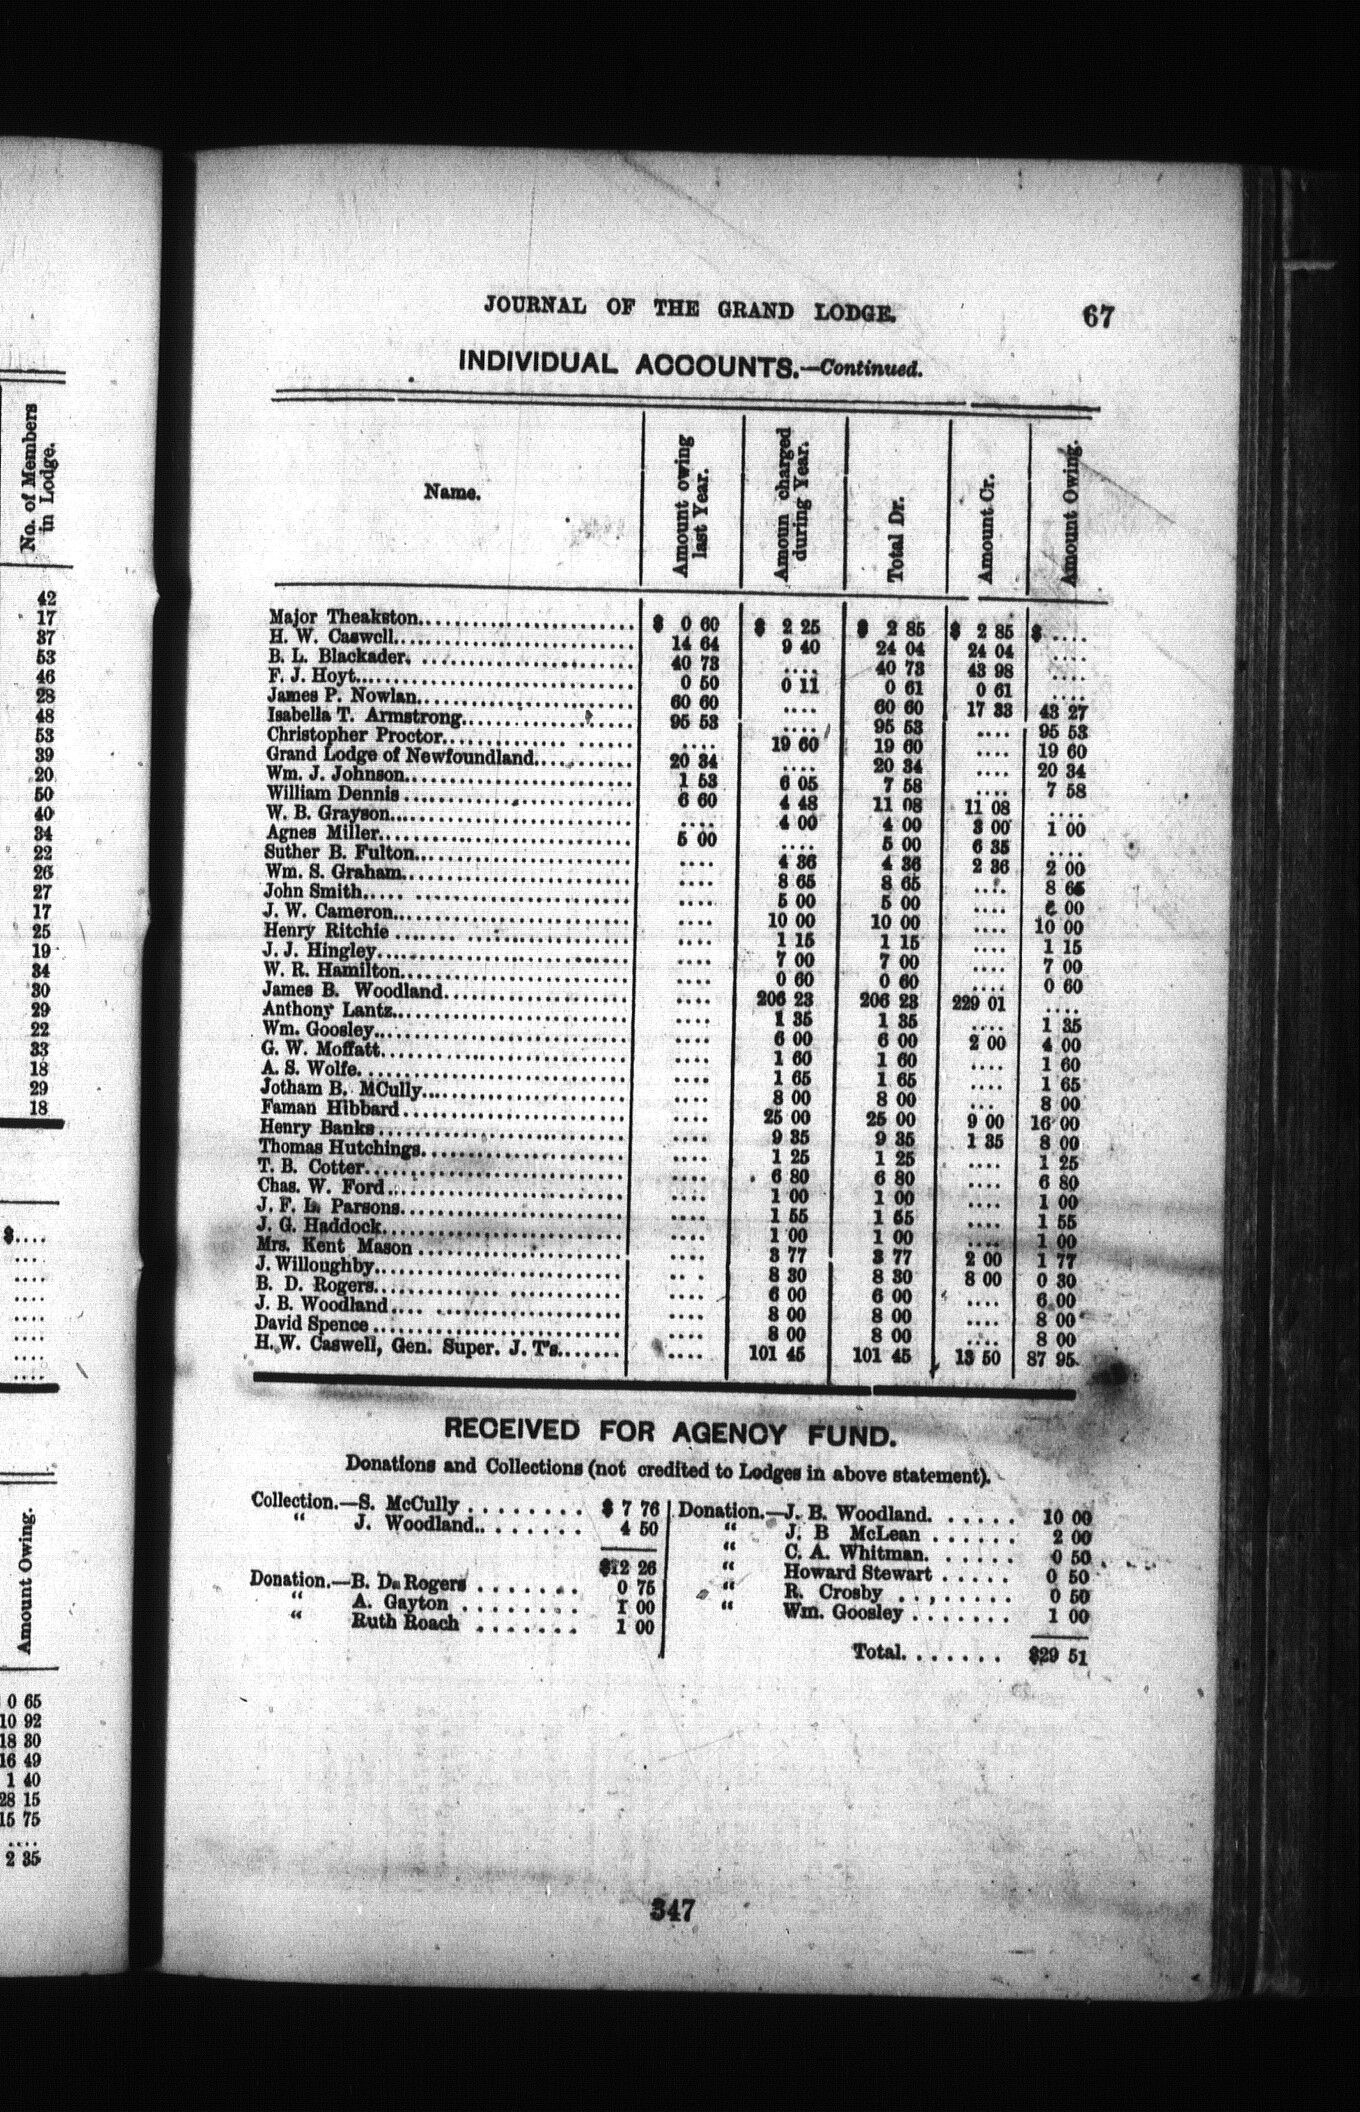 No. of Members
in Lodge.
42
17
37
53
46
28
48
53
39
20
50
40
34
22
26
27
17
25
19
34
30
29
22
33
18
29
18
$....
....
....
....
....
....
....
....
Amount Owing.
0 65
10 92
18 30
16 49
1 40
28 15
15 75
....
2 35
JOURNAL OF THE GRAND LODGE. 67
INDIVIDUAL ACCOUNTS.—Continued.
Name. Amount owing last Year. Amoun charged during Year. Total Dr. Amount Cr. Amount Owing.
Major Theakston.... $ 0 60 $ 2 25 $ 2 85 $ 2 85 $ ....
H. W. Caswell.... 14 64 9 40 24 04 24 04 ....
B. L. Blackader.... 40 73 .... 40 73 43 98 ....
F. J. Hoyt.... 0 50 0 11 0 61 0 61 ....
James P. Nowlan.... 60 60 .... 60 60 17 33 43 27
Isabella T. Armstrong.... 95 53 .... 95 53 .... 95 53
Christopher Proctor.... .... 19 60 19 60 .... 19 60
Grand Lodge of Newfoundland.... 20 34 .... 20 34 .... 20 34
Wm. J. Johnson.... 1 53 6 05 7 58 .... 7 58
William Dennis.... 6 60 4 48 11 08 11 08 ....
W. B. Grayson.... .... 4 00 4 00 3 00 1 00
Agnes Miller.... 5 00 .... 5 00 6 35 ....
Suther B. Fulton.... .... 4 36 4 36 2 36 2 00
Wm. S. Graham.... .... 8 65 8 65 .... 8 65
John Smith.... .... 5 00 5 00 .... 00
J. W. Cameron.... .... 10 00 10 00 .... 10 00
Henry Ritchie.... .... 1 15 1 15 .... 1 15
J. J. Hingley.... .... 7 00 7 00 .... 7 00
W. R. Hamilton.... .... 0 60 0 60 .... 0 60
James B. Woodland.... .... 206 23 206 23 229 01 ....
Anthony Lantz.... .... 1 35 1 35 .... 1 35
Wm. Goosley.... .... 6 00 6 00 2 00 4 00
G. W. Moffatt.... .... 1 60 1 60 .... 1 60
A. S. Wolfe.... .... 1 65 1 65 .... 1 65
Jotham B. MCully.... .... 8 00 8 00 ... 8 00
Faman Hibbard.... .... 25 00 25 00 9 00 16 00
Henry Banks.... .... 9 35 9 35 1 35 8 00
Thomas Hutchings.... .... 1 25 1 25 .... 1 25
T. B. Cotter.... .... 6 80 6 80 .... 6 80
Chas. W. Ford.... .... 1 00 1 00 .... 1 00
J. F. L. Parsons.... .... 1 55 1 55 .... 1 55
J. G. Haddock.... .... 1 00 1 00 .... 1 00
Mrs. Kent Mason.... .... 3 77 3 77 2 00 1 77
J. Willoughby.... .... 8 30 8 30 8 00 0 30
B. D. Rogers.... .... 6 00 6 00 .... 6 00
J. B. Woodland.... .... 8 00 8 00 .... 8 00
David Spence.... .... 8 00 8 00 .... 8 00
H. W. Caswell, Gen. Super. J. T's.... .... 101 45 101 45 13 50 87 95
RECEIVED FOR AGENCY FUND.
Donations and Collections (not credited to Lodges in above statement).
Collection.—S. McCully ........ $ 7 76
" J. Woodland........ 4 50
$12 26
Donation.—B. D. Rogers ....... 0 75
" A. Gayton ........ 1 00
" Ruth Roach ....... 1 00
Donation.—J. B. Woodland. ..... 10 00
" J. B McLean ...... 2 00
" C. A. Whitman. ..... 0 50
" Howard Stewart ..... 0 50
" R. Crosby ........ 0 50
" Wm. Goosley ....... 1 00
Total....... $29 51
347